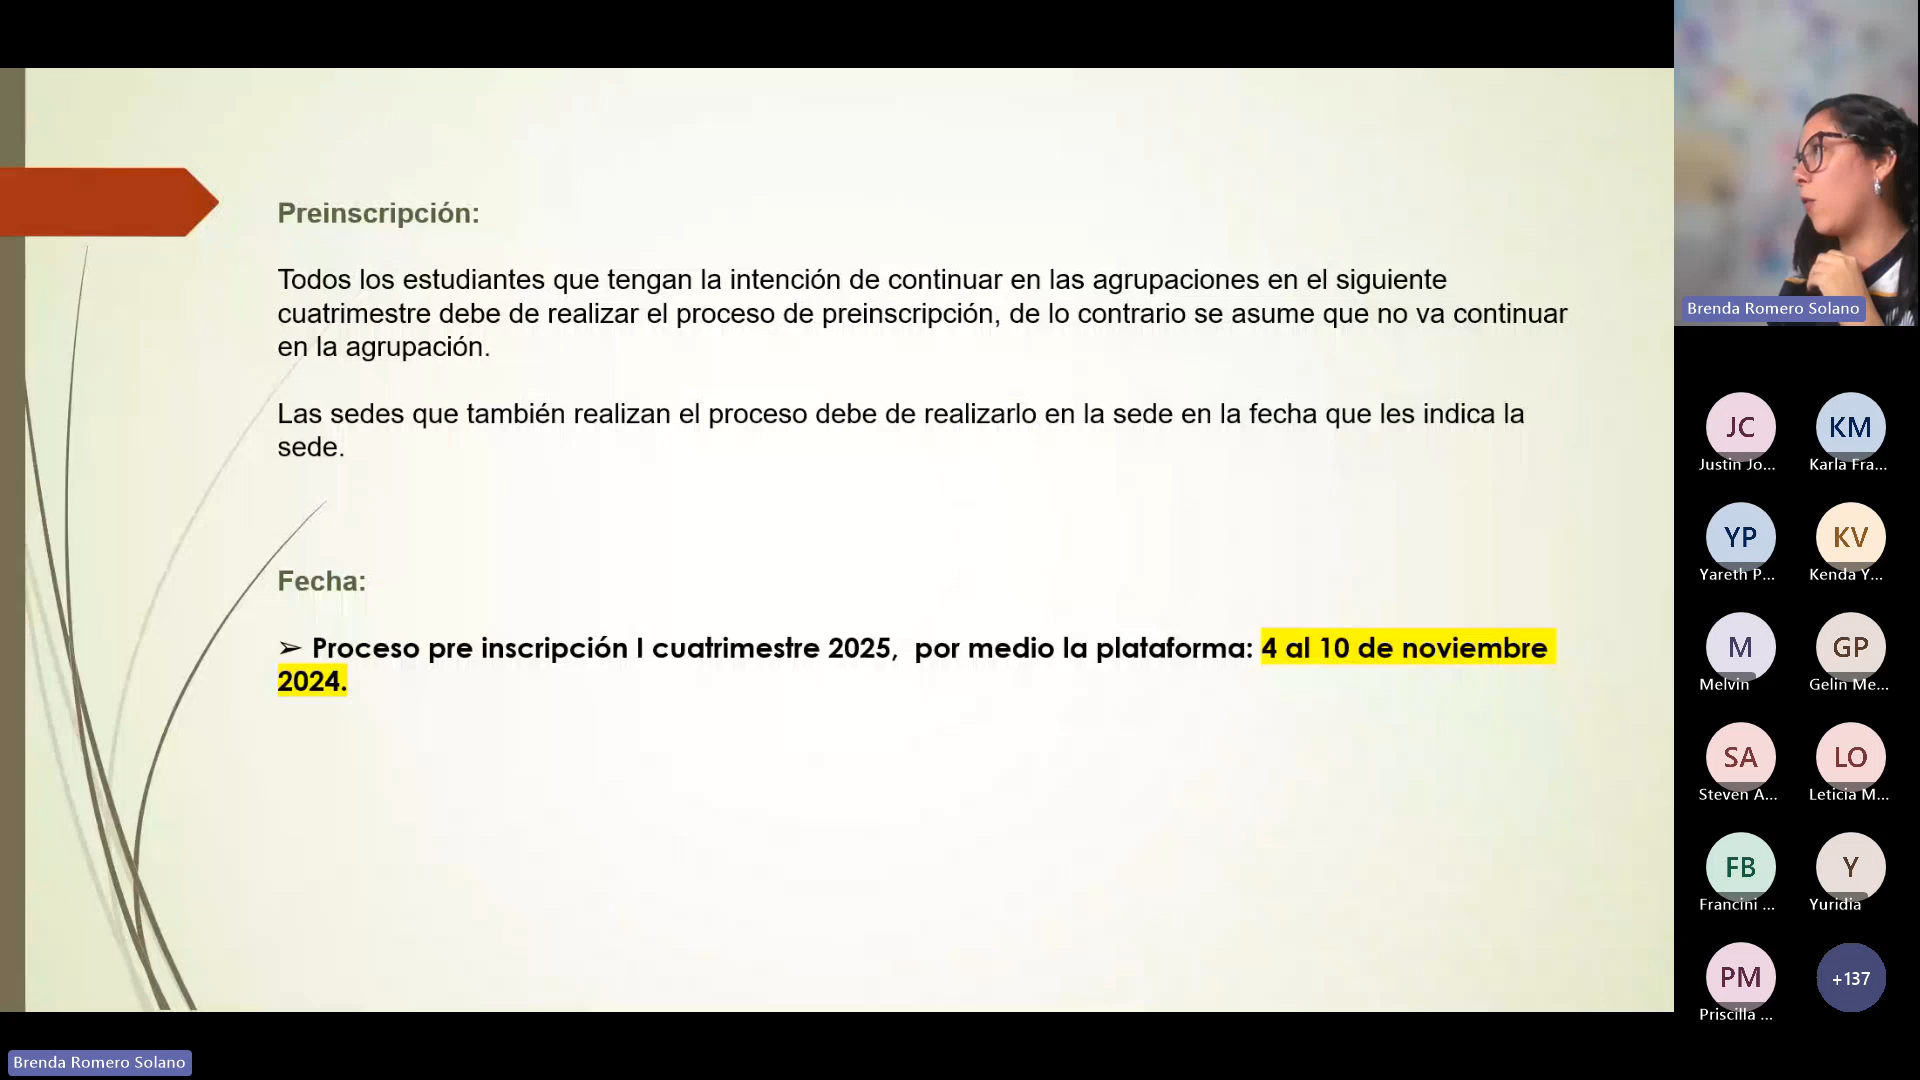 Preinscripción:
Todos los estudiantes que tengan la intención de continuar en las agrupaciones en el siguiente
cuatrimestre debe de realizar el proceso de preinscripción, de lo contrario se asume que no va continuar
en la agrupación.
Las sedes que también realizan el proceso debe de realizarlo en la sede en la fecha que les indica la
sede.
Fecha:
➢ Proceso pre inscripción I cuatrimestre 2025, por medio la plataforma: 4 al 10 de noviembre
2024.
Brenda Romero Solano
JC
Justin Jo...
KM
Karla Fra...
YP
Yareth P...
KV
Kenda Y...
M
Melvin
GP
Gelin Me...
SA
Steven A...
LO
Leticia M...
FB
Francini ...
Y
Yuridia
PM
Priscilla ...
+137
Brenda Romero Solano